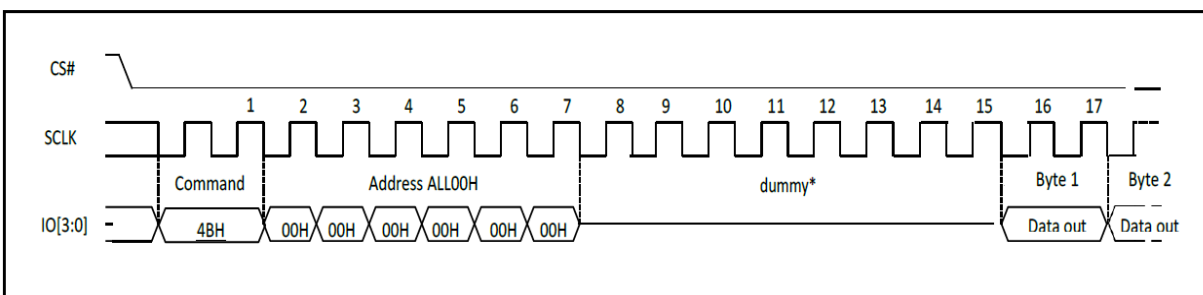 CS#
1 2 3 4 5 6 7 8 9 10 11 12 13 14 15 16 17
SCLK
Command Address ALL00H dummy* Byte 1 Byte 2
IO[3:0] 4BH 00H 00H 00H 00H 00H 00H Data out Data out